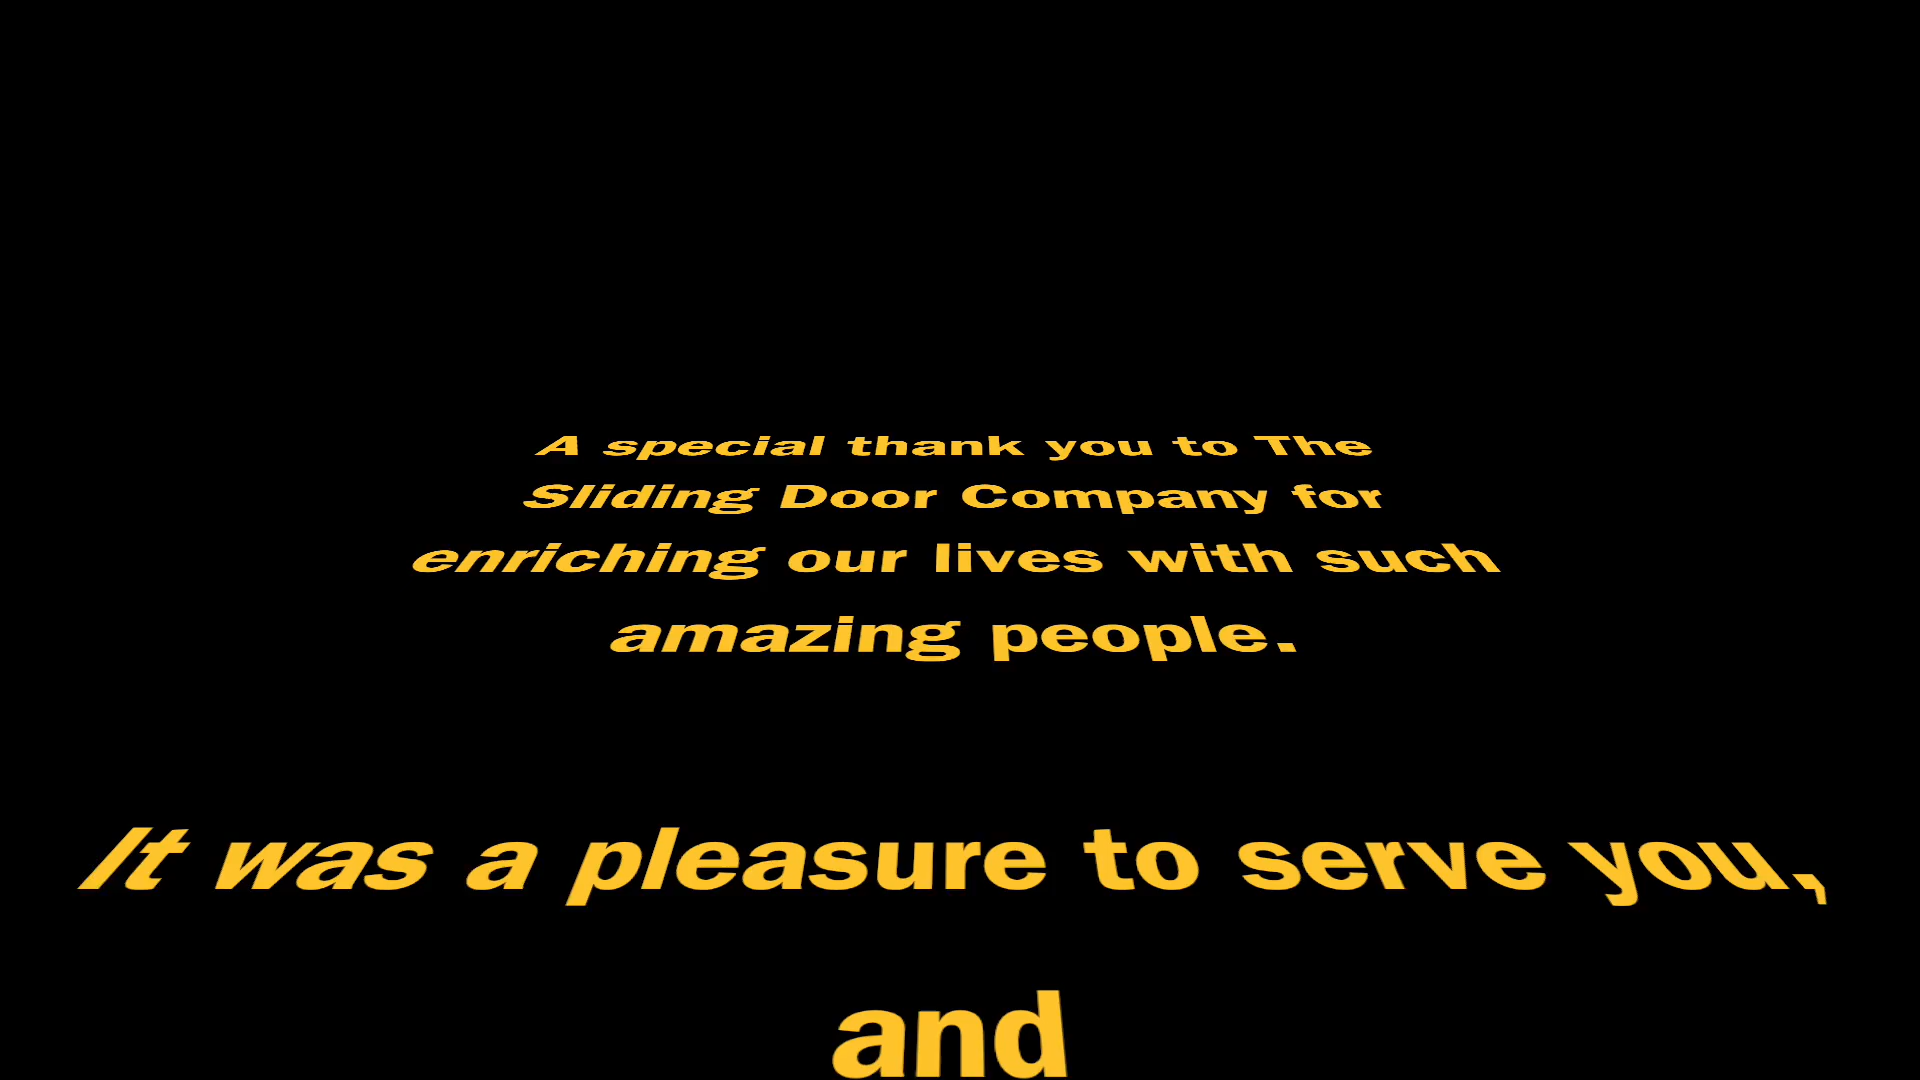 A special thank you to The
Sliding Door Company for
enriching our lives with such
amazing people.
It was a pleasure to serve you,
and